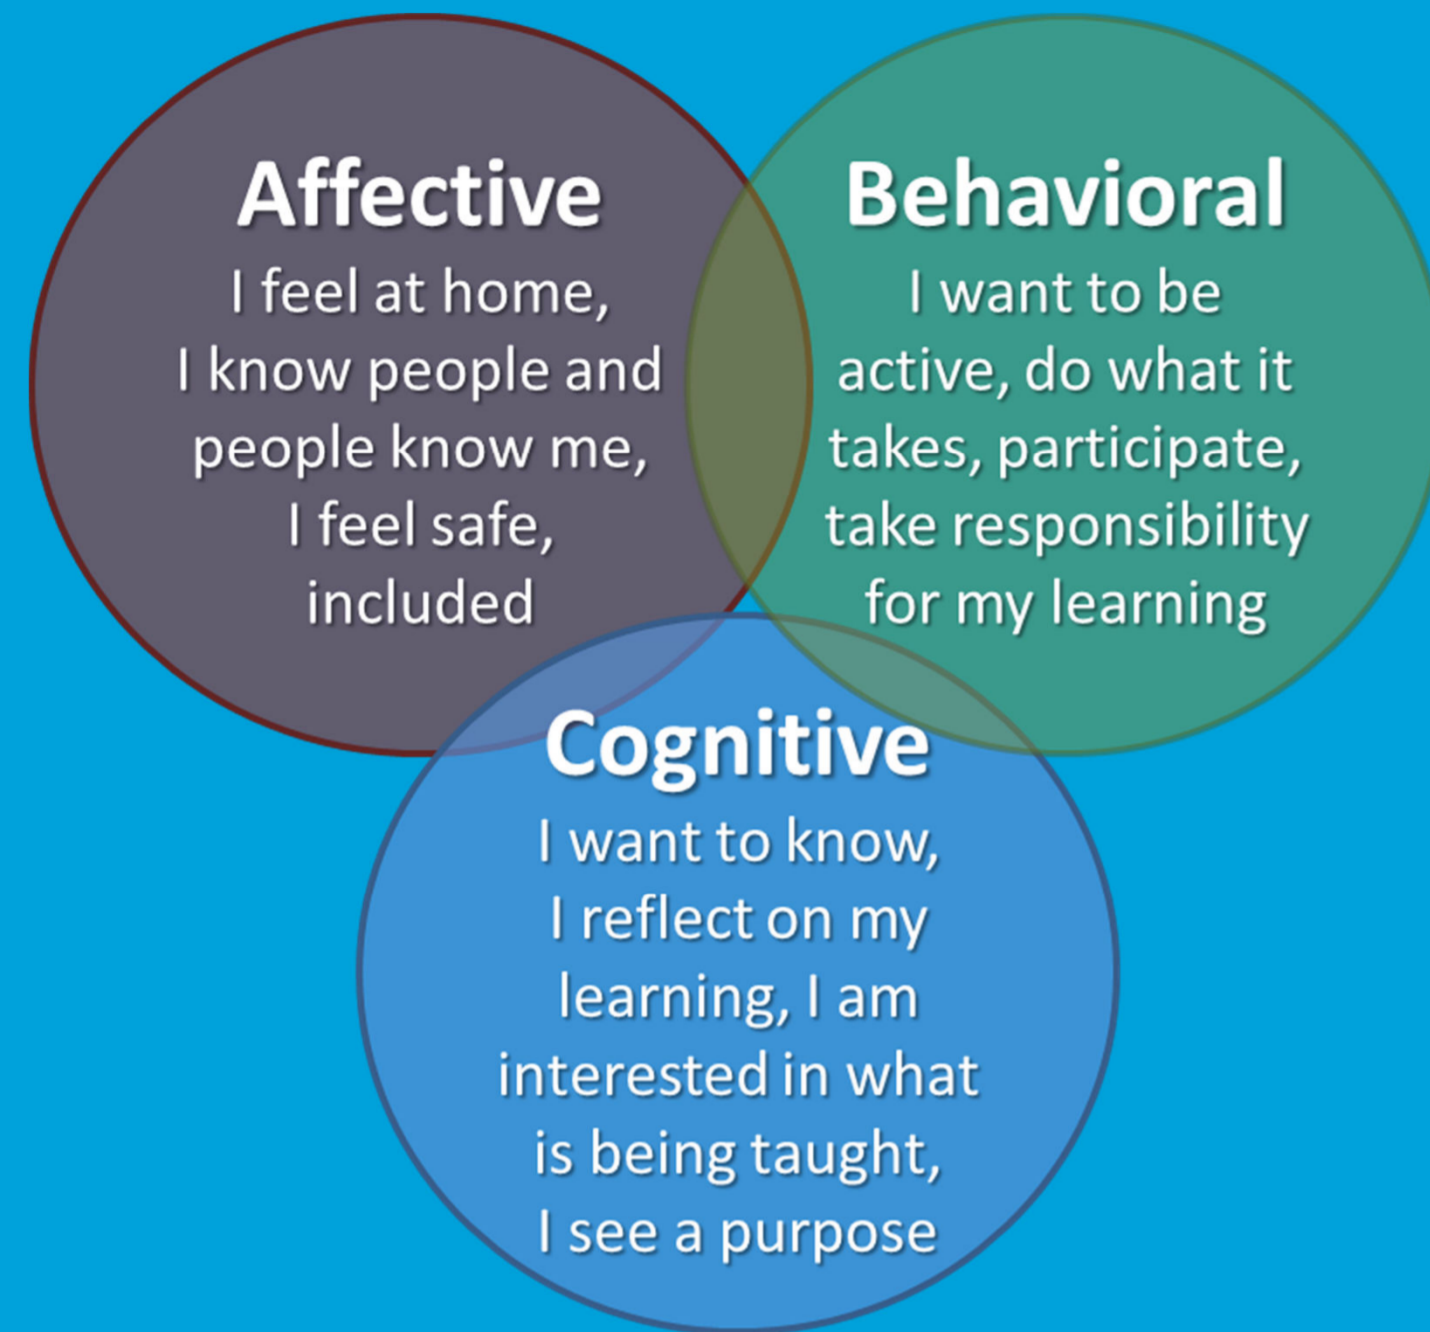 Affective
I feel at home,
I know people and
people know me,
I feel safe,
included
Behavioral
I want to be
active, do what it
takes, participate,
take responsibility
for my learning
Cognitive
I want to know,
I reflect on my
learning, I am
interested in what
is being taught,
I see a purpose